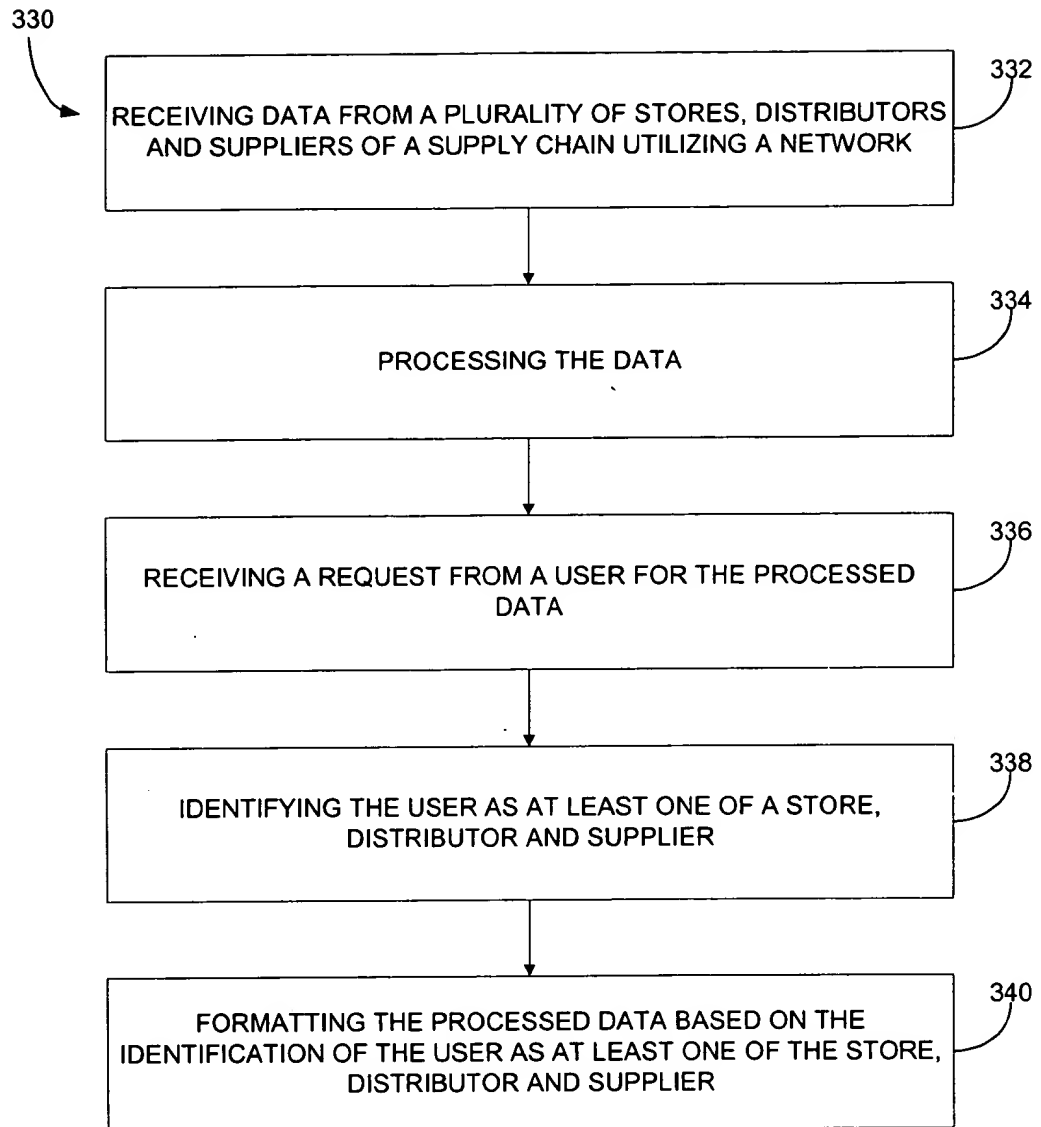 330
332
RECEIVING DATA FROM A PLURALITY OF STORES, DISTRIBUTORS
AND SUPPLIERS OF A SUPPLY CHAIN UTILIZING A NETWORK
334
PROCESSING THE DATA
336
RECEIVING A REQUEST FROM A USER FOR THE PROCESSED
DATA
338
IDENTIFYING THE USER AS AT LEAST ONE OF A STORE,
DISTRIBUTOR AND SUPPLIER
340
FORMATTING THE PROCESSED DATA BASED ON THE
IDENTIFICATION OF THE USER AS AT LEAST ONE OF THE STORE,
DISTRIBUTOR AND SUPPLIER